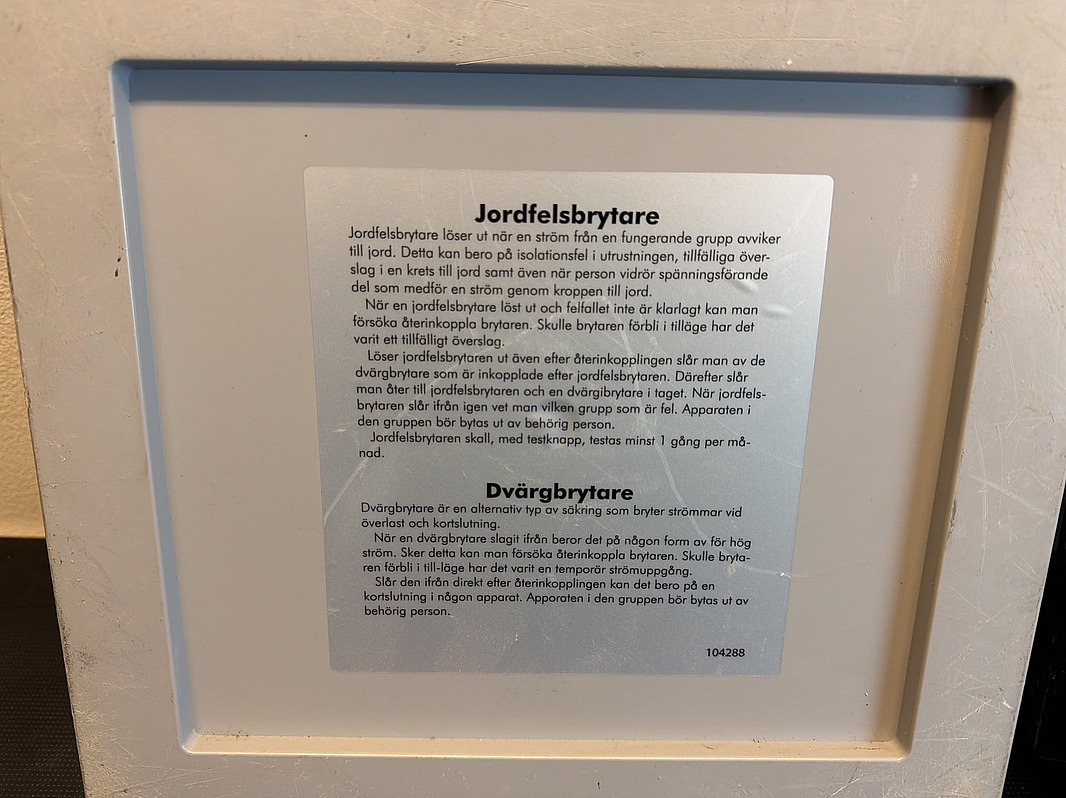 Jordfelsbrytare
Jordfelsbrytare löser ut när en ström från en fungerande grupp avviker
till jord. Detta kan bero på isolationsfel i utrustningen, tillfälliga över-
slag i en krets till jord samt även när person vidrör spänningsförande
del som medför en ström genom kroppen till jord.
När en jordfelsbrytare löst ut och felfallet inte är klarlagt kan man
försöka återinkoppla brytaren. Skulle brytaren förbli i tilläge har det
varit ett tillfälligt överslag.
Löser jordfelsbrytaren ut även efter återinkopplingen slår man av de
dvärgbrytare som är inkopplade efter jordfelsbrytaren. Därefter slår
man åter till jordfelsbrytaren och en dvärgibrytare i taget. När jordfels-
brytaren slår ifrån igen vet man vilken grupp som är fel. Apparaten i
den gruppen bör bytas ut av behörig person.
Jordfelsbrytaren skall, med testknapp, testas minst 1 gång per må-
nad.
Dvärgbrytare
Dvärgbrytare är en alternativ typ av säkring som bryter strömmar vid
överlast och kortslutning.
När en dvärgbrytare slagit ifrån beror det på någon form av för hög
ström. Sker detta kan man försöka återinkoppla brytaren. Skulle bryta-
ren förbli i till-läge har det varit en temporär strömuppgång.
Slår den ifrån direkt efter återinkopplingen kan det bero på en
kortslutning i någon apparat. Apporaten i den gruppen bör bytas ut av
behörig person.
104288